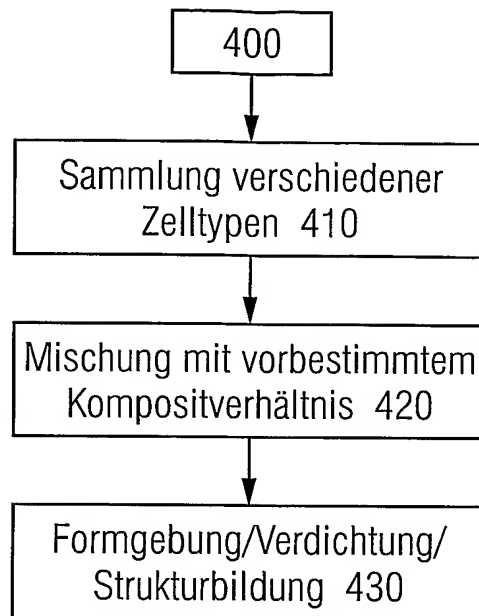 400
Sammlung verschiedener
Zelltypen 410
Mischung mit vorbestimmtem
Kompositverhältnis 420
Formgebung/Verdichtung/
Strukturbildung 430